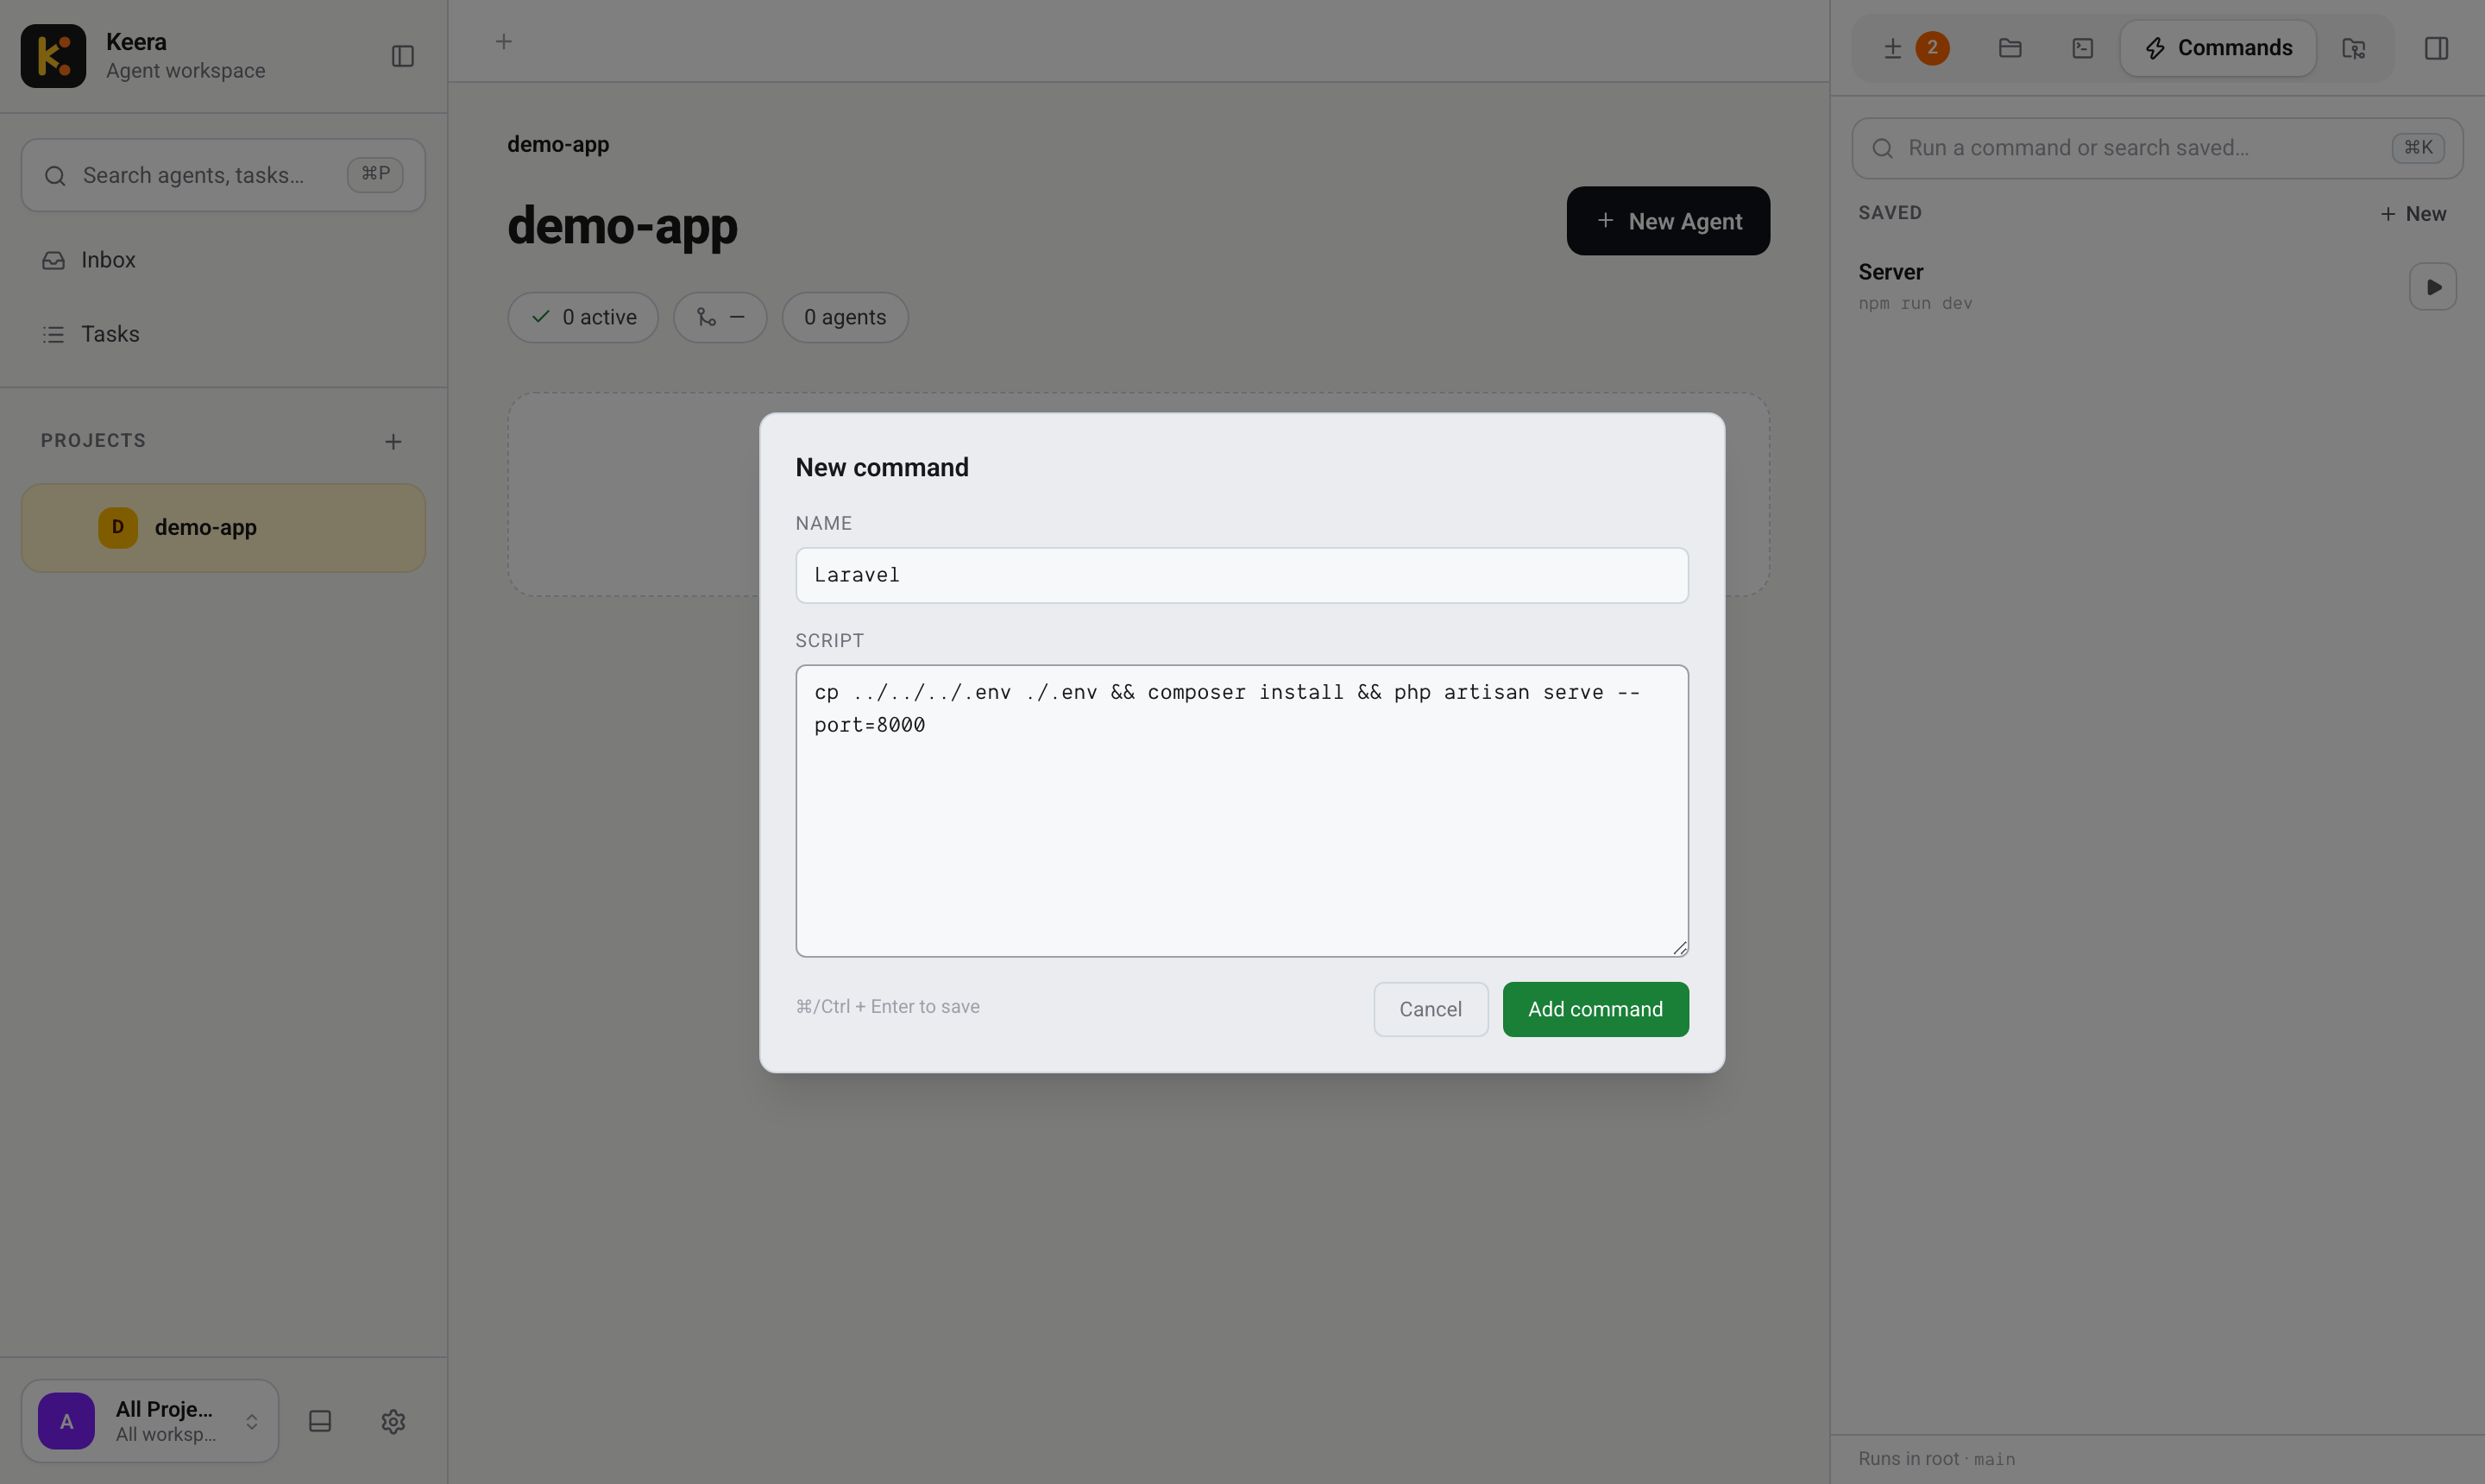 Keera
Agent workspace
Search agents, tasks... ⌘P
Inbox
Tasks
PROJECTS
D demo-app
A All Proje...
All worksp...
demo-app
demo-app
New Agent
0 active
—
0 agents
New command
NAME
Laravel
SCRIPT
cp ../../../.env ./.env && composer install && php artisan serve --
port=8000
⌘/Ctrl + Enter to save
Cancel
Add command
2
Commands
Run a command or search saved... ⌘K
SAVED
New
Server
npm run dev
Runs in root · main